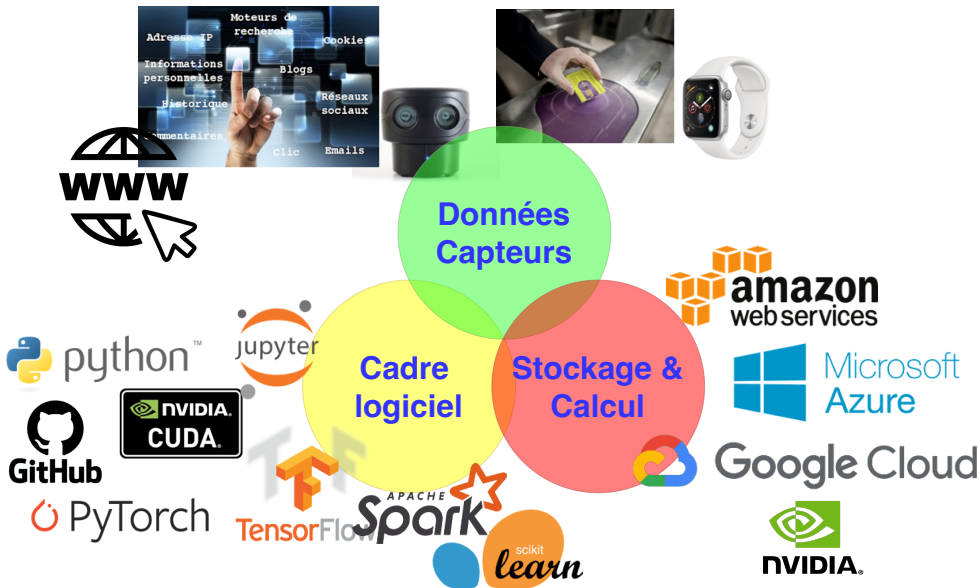 Moteurs de
recherche
Adresse IP
Cookies
Informations
personnelles
Blogs
Historique
Réseaux
sociaux
Commentaires
Clic
Emails
www
Données
Capteurs
amazon
web services
python™
jupyter
Cadre
logiciel
Stockage &
Calcul
Microsoft
Azure
NVIDIA.
CUDA.
GitHub
Google Cloud
PyTorch
TensorFlow
APACHE
Spark
scikit
learn
NVIDIA.